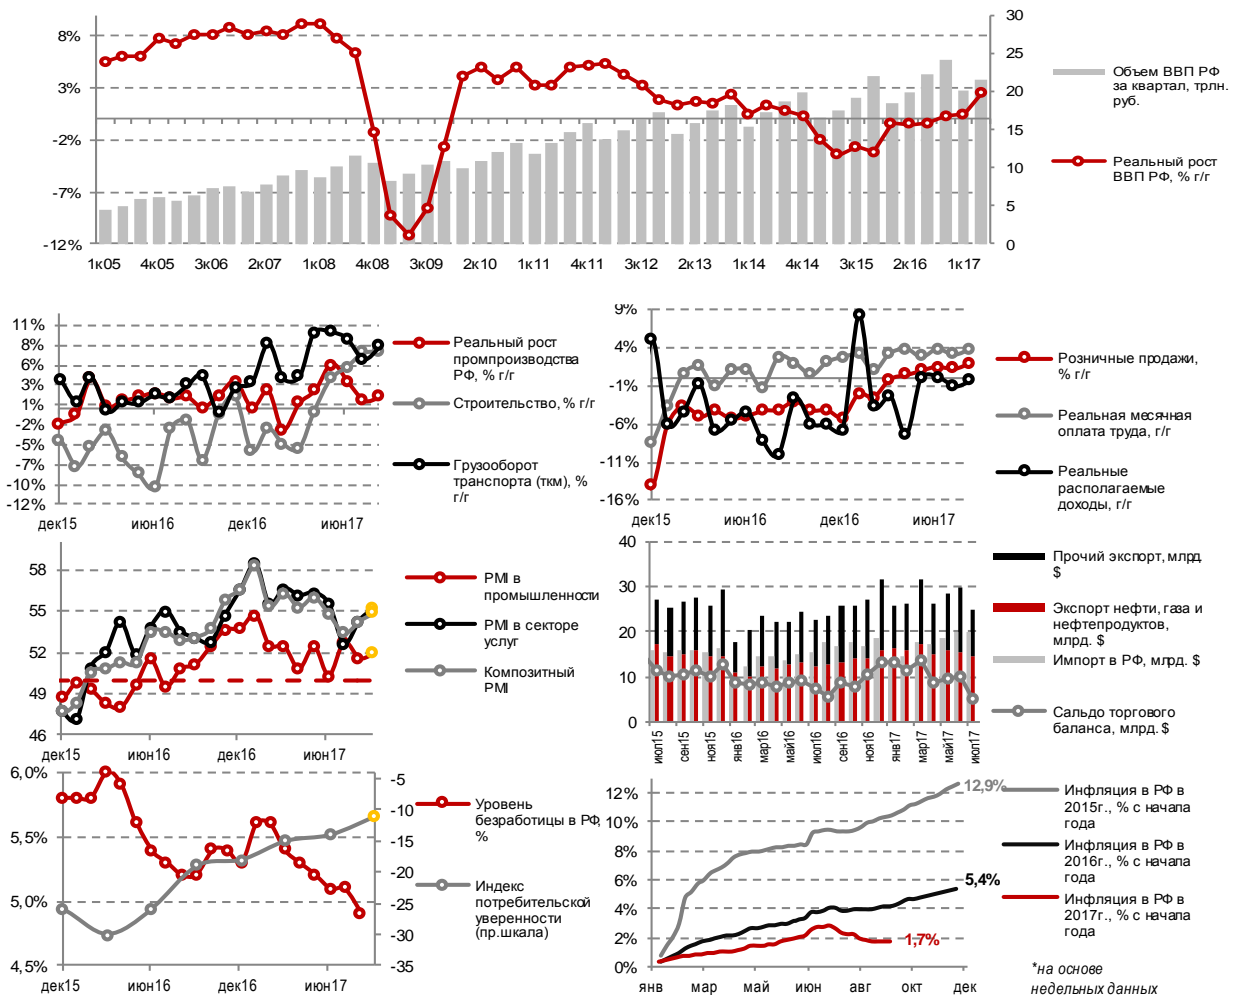 8%
3%
-2%
-7%
-12%
30
25
20
15
10
5
0
1к05 4к05 3к06 2к07 1к08 4к08 3к09 2к10 1к11 4к11 3к12 2к13 1к14 4к14 3к15 2к16 1к17
Объем ВВП РФ
за квартал, трлн.
руб.
Реальный рост
ВВП РФ, % г/г
11%
8%
6%
3%
1%
-2%
-5%
-7%
-10%
-12%
дек15 июн16 дек16 июн17
Реальный рост
промпроизводства
РФ, % г/г
Строительство, % г/г
Грузооборот
транспорта (ткм), %
г/г
9%
4%
-1%
-6%
-11%
-16%
дек15 июн16 дек16 июн17
Розничные продажи,
% г/г
Реальная месячная
оплата труда, г/г
Реальные
располагаемые
доходы, г/г
58
55
52
49
46
дек15 июн16 дек16 июн17
PMI в
промышленности
PMI в секторе
услуг
Композитный
PMI
40
30
20
10
0
июл15 сен15 ноя15 янв16 мар16 май16 июл16 сен16 ноя16 янв17 мар17 май17 июл17
Прочий экспорт, млрд.
$
Экспорт нефти, газа и
нефтепродуктов,
млрд. $
Импорт в РФ, млрд. $
Сальдо торгового
баланса, млрд. $
6,0%
5,5%
5,0%
4,5%
-5
-10
-15
-20
-25
-30
-35
дек15 июн16 дек16 июн17
Уровень
безработицы в РФ,
%
Индекс
потребительской
уверенности
(пр.шкала)
12%
10%
8%
6%
4%
2%
0%
12,9%
5,4%
1,7%
янв мар май июн авг окт дек
Инфляция в РФ в
2015г., % с начала
года
Инфляция в РФ в
2016г., % с начала
года
Инфляция в РФ в
2017г., % с начала
года
*на основе
недельных данных